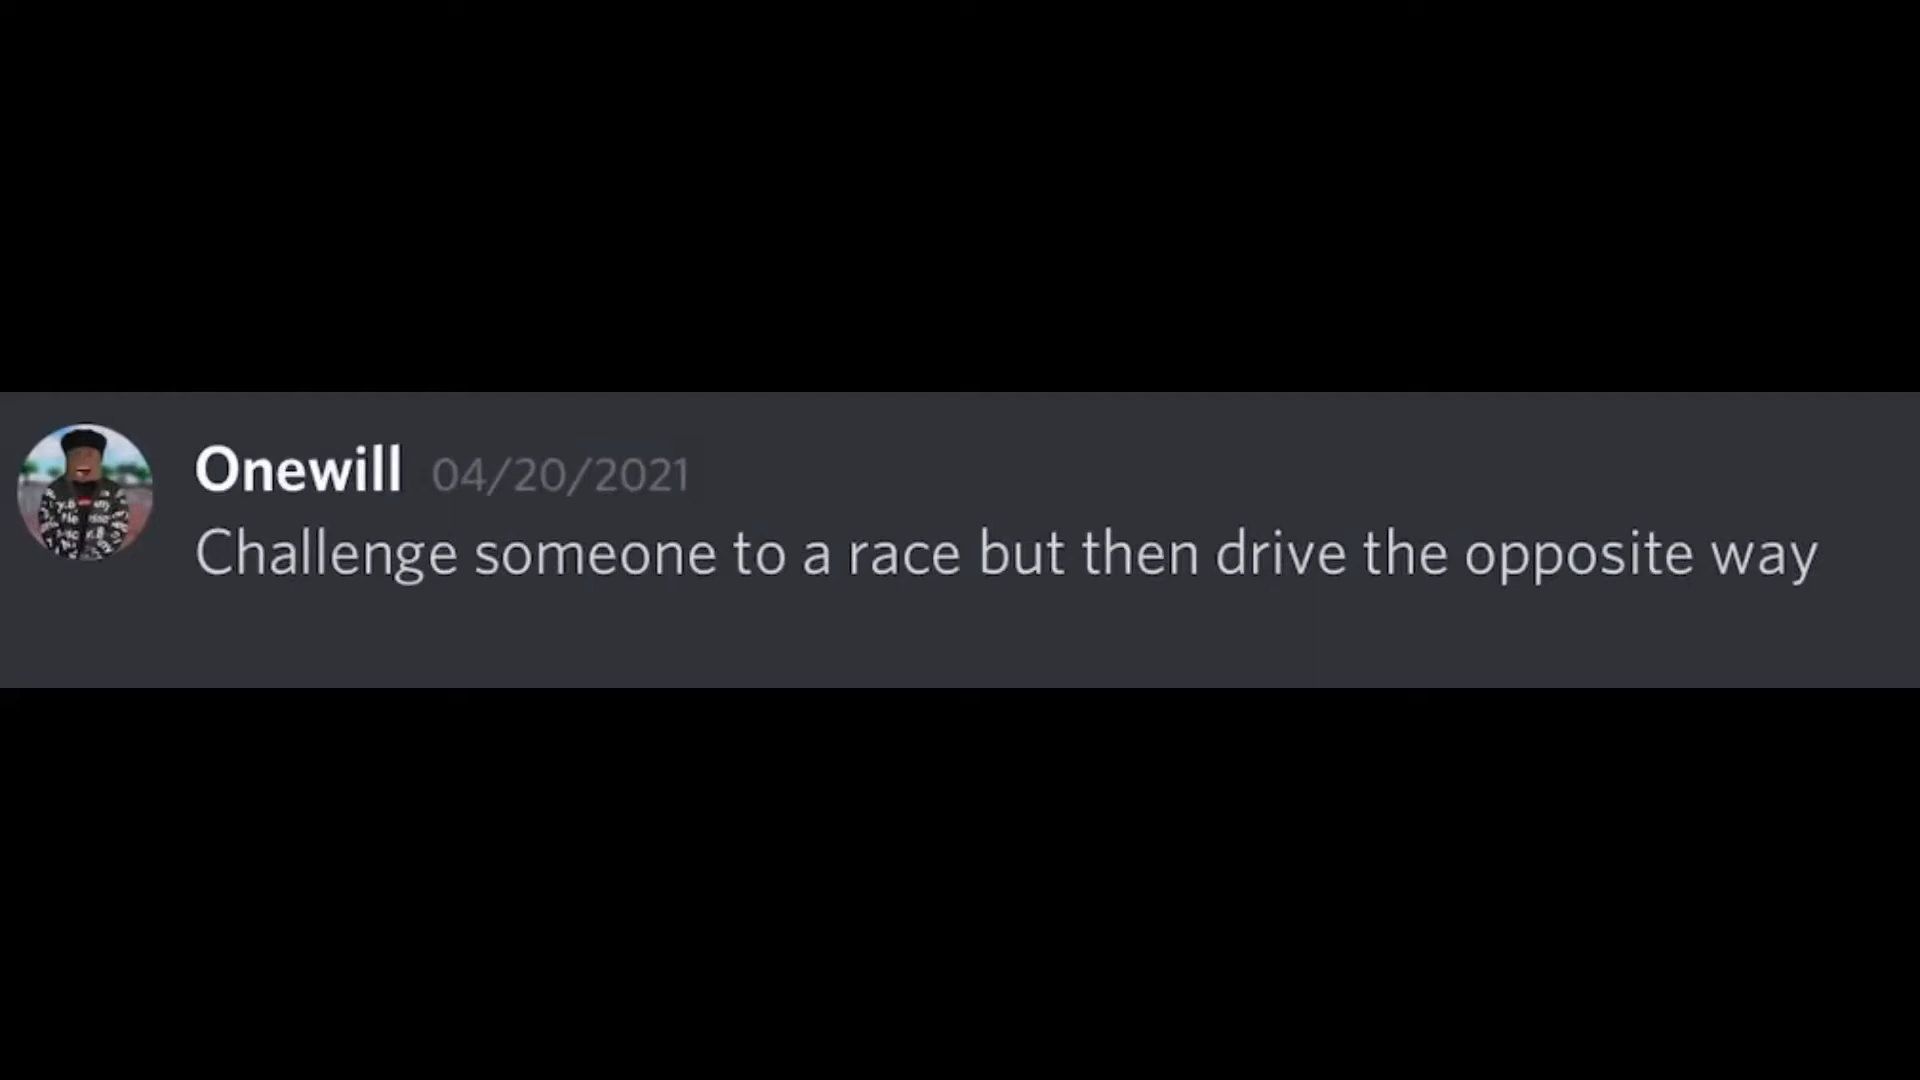 Onewill 04/20/2021
Challenge someone to a race but then drive the opposite way